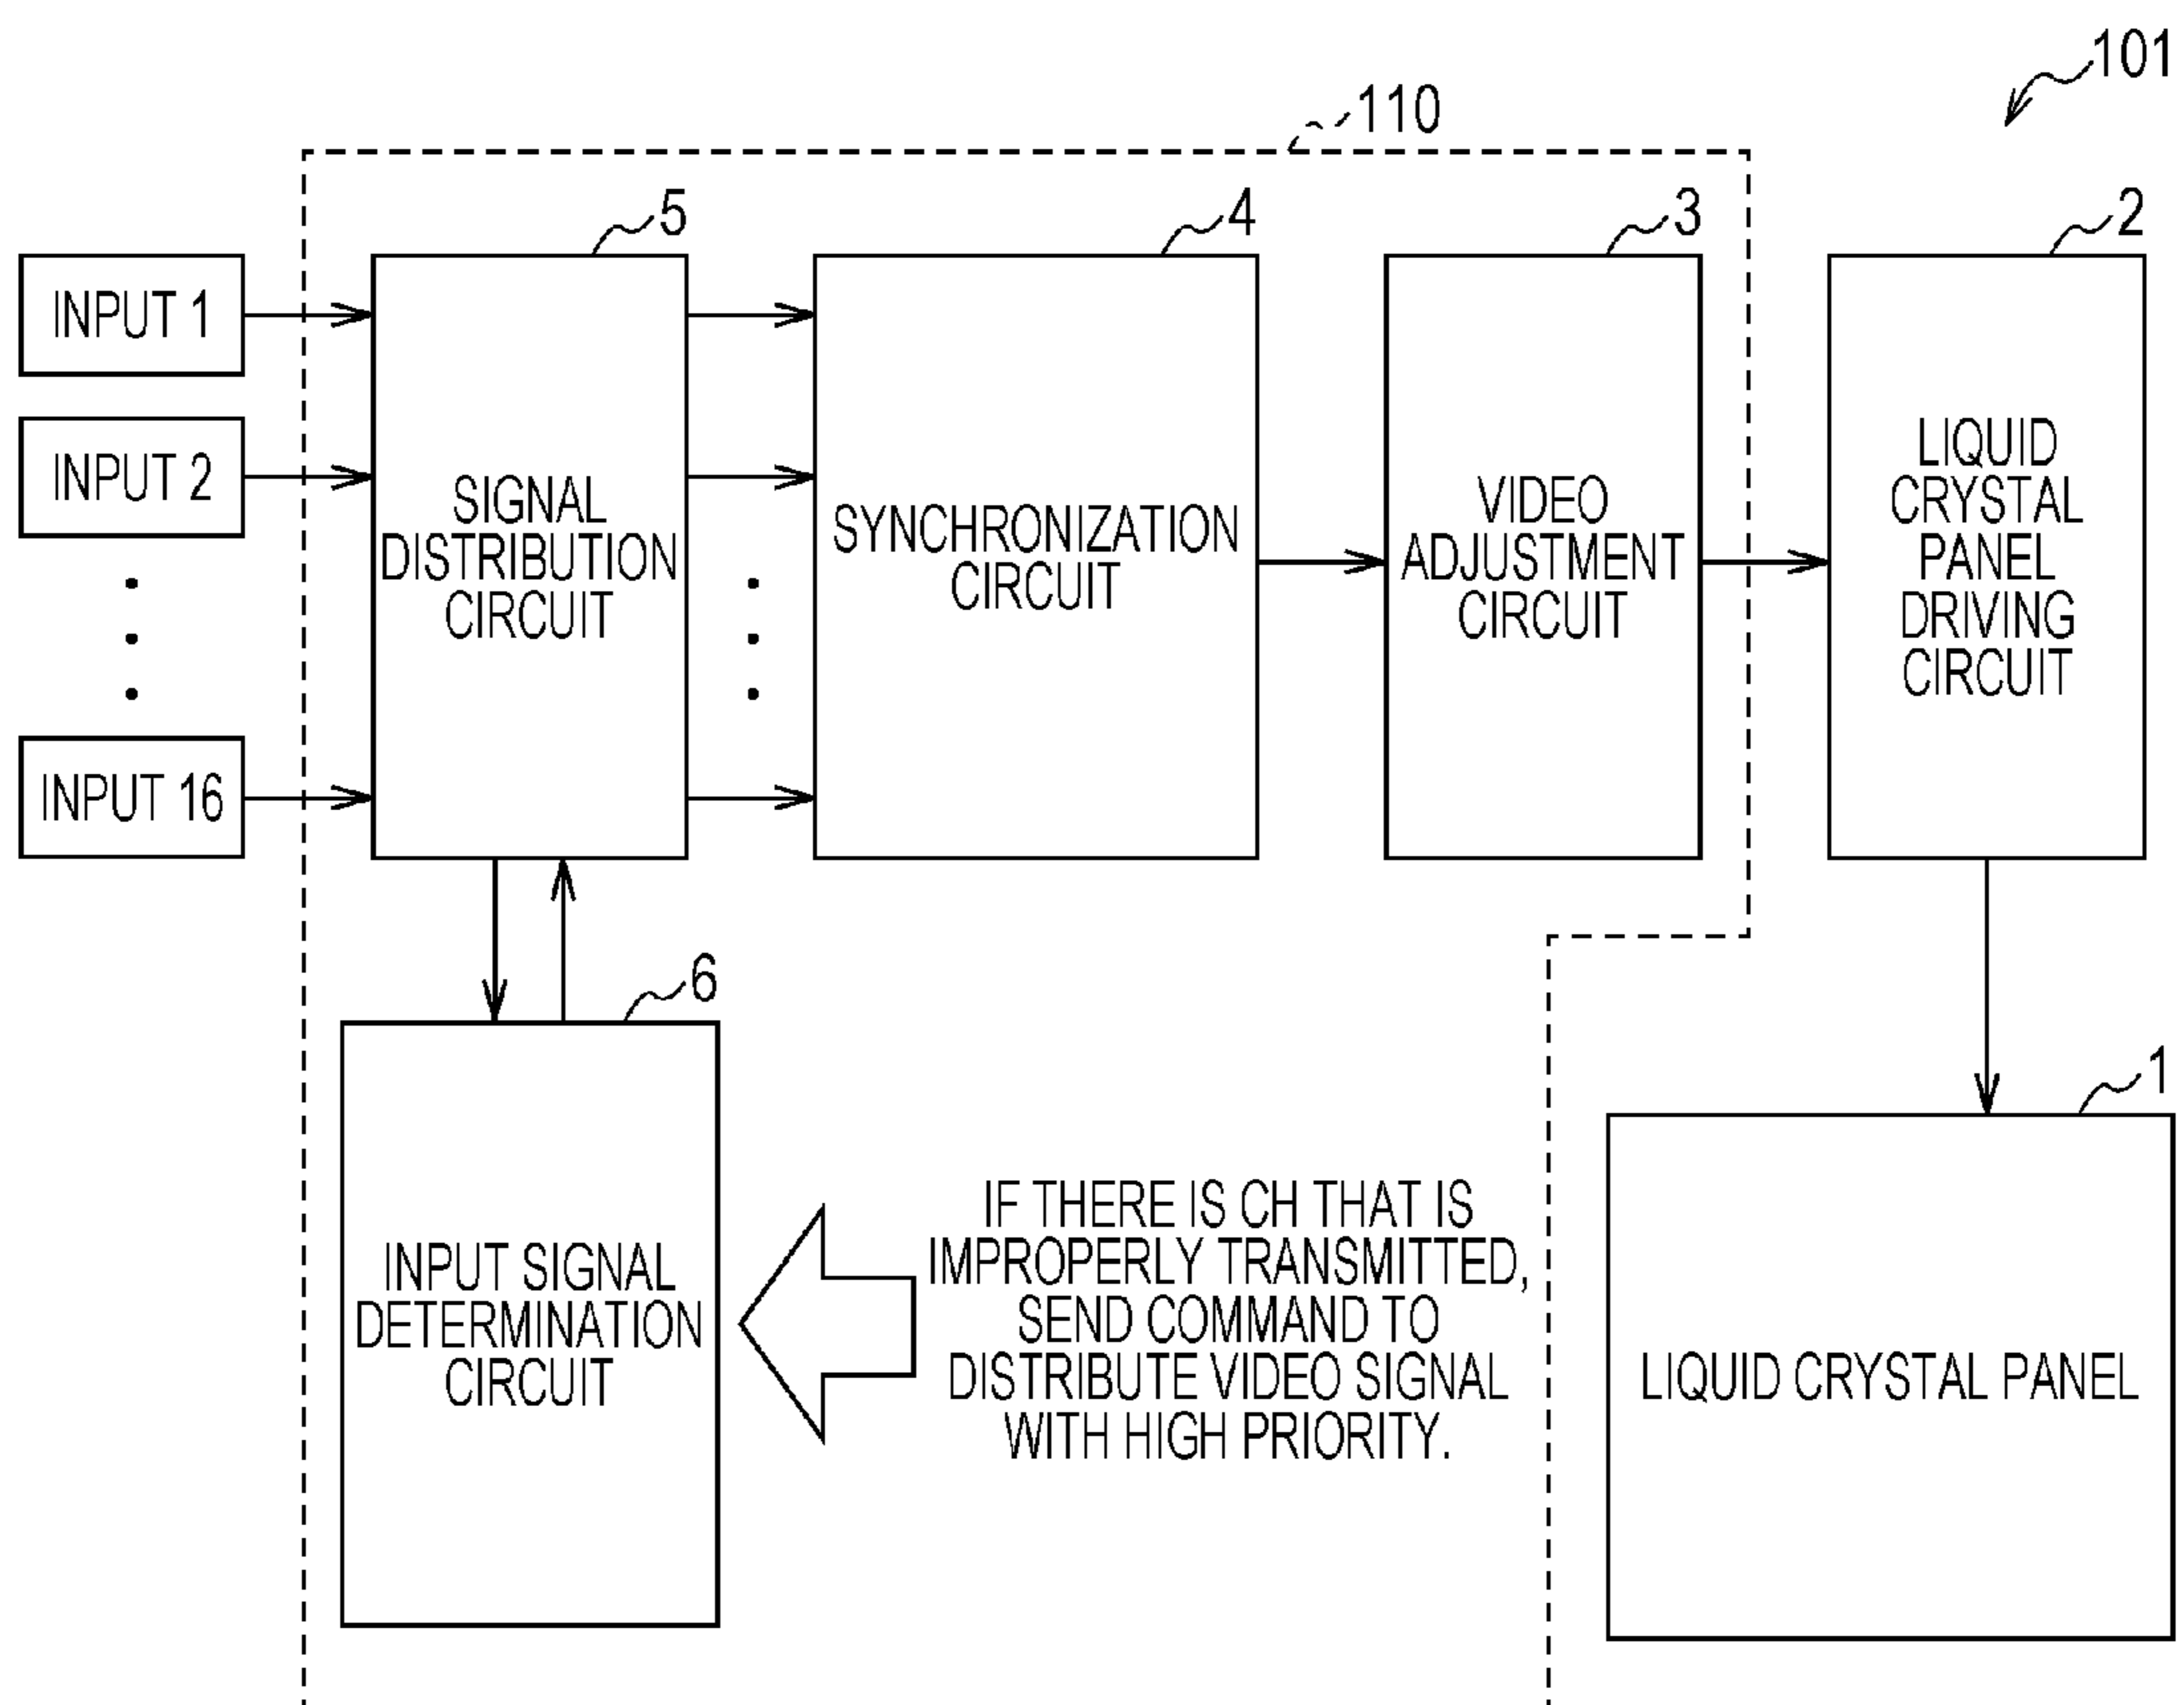 101
110
5
4
3
2
INPUT 1
INPUT 2
INPUT 16
SIGNAL
DISTRIBUTION
CIRCUIT
SYNCHRONIZATION
CIRCUIT
VIDEO
ADJUSTMENT
CIRCUIT
LIQUID
CRYSTAL
PANEL
DRIVING
CIRCUIT
6
1
INPUT SIGNAL
DETERMINATION
CIRCUIT
IF THERE IS CH THAT IS
IMPROPERLY TRANSMITTED,
SEND COMMAND TO
DISTRIBUTE VIDEO SIGNAL
WITH HIGH PRIORITY.
LIQUID CRYSTAL PANEL